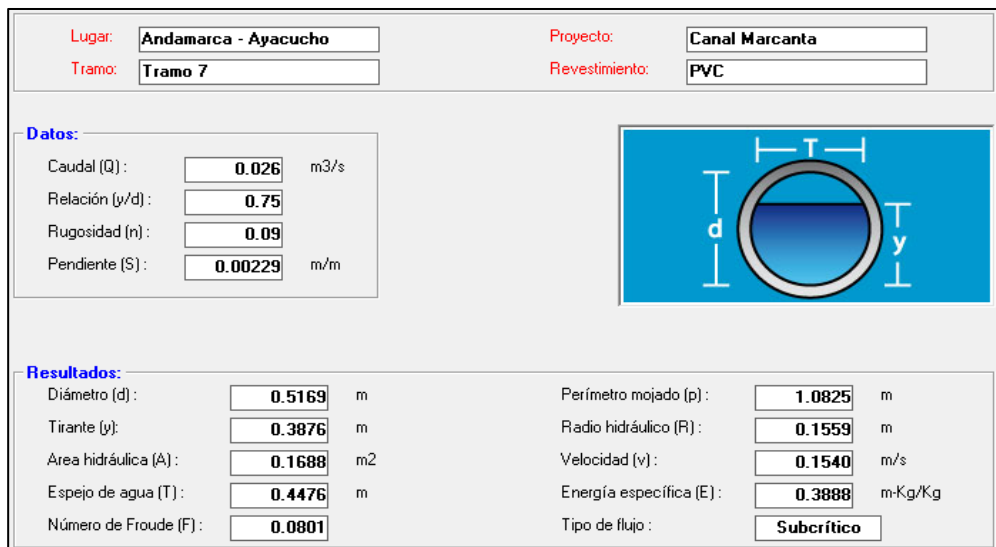 Lugar: Andamarca - Ayacucho Proyecto: Canal Marcanta
Tramo: Tramo 7 Revestimiento: PVC
Datos:
Caudal (Q) : 0.026 m3/s
Relación (y/d) : 0.75
Rugosidad (n) : 0.09
Pendiente (S) : 0.00229 m/m
T
d
y
Resultados:
Diámetro (d) : 0.5169 m Perímetro mojado (p) : 1.0825 m
Tirante (y): 0.3876 m Radio hidráulico (R) : 0.1559 m
Area hidráulica (A) : 0.1688 m2 Velocidad (v) : 0.1540 m/s
Espejo de agua (T) : 0.4476 m Energía específica (E) : 0.3888 m-Kg/Kg
Número de Froude (F) : 0.0801 Tipo de flujo : Subcrítico